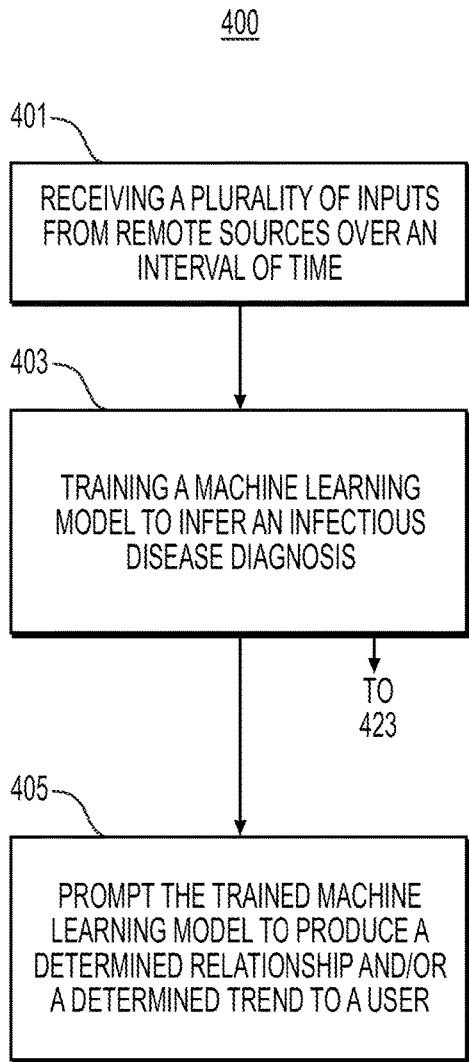 400
401
RECEIVING A PLURALITY OF INPUTS
FROM REMOTE SOURCES OVER AN
INTERVAL OF TIME
403
TRAINING A MACHINE LEARNING
MODEL TO INFER AN INFECTIOUS
DISEASE DIAGNOSIS
TO
423
405
PROMPT THE TRAINED MACHINE
LEARNING MODEL TO PRODUCE A
DETERMINED RELATIONSHIP AND/OR
A DETERMINED TREND TO A USER